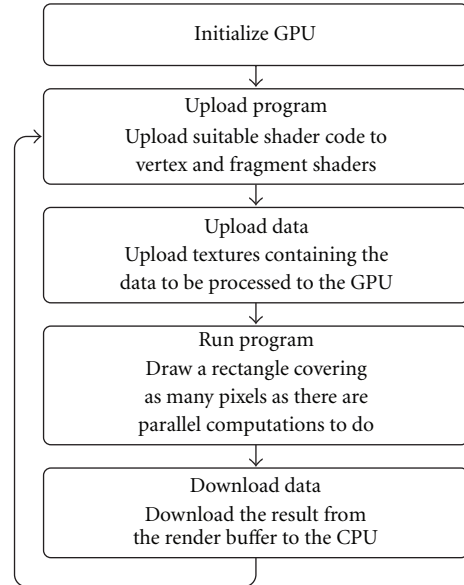 Initialize GPU
Upload program
Upload suitable shader code to
vertex and fragment shaders
Upload data
Upload textures containing the
data to be processed to the GPU
Run program
Draw a rectangle covering
as many pixels as there are
parallel computations to do
Download data
Download the result from
the render buffer to the CPU